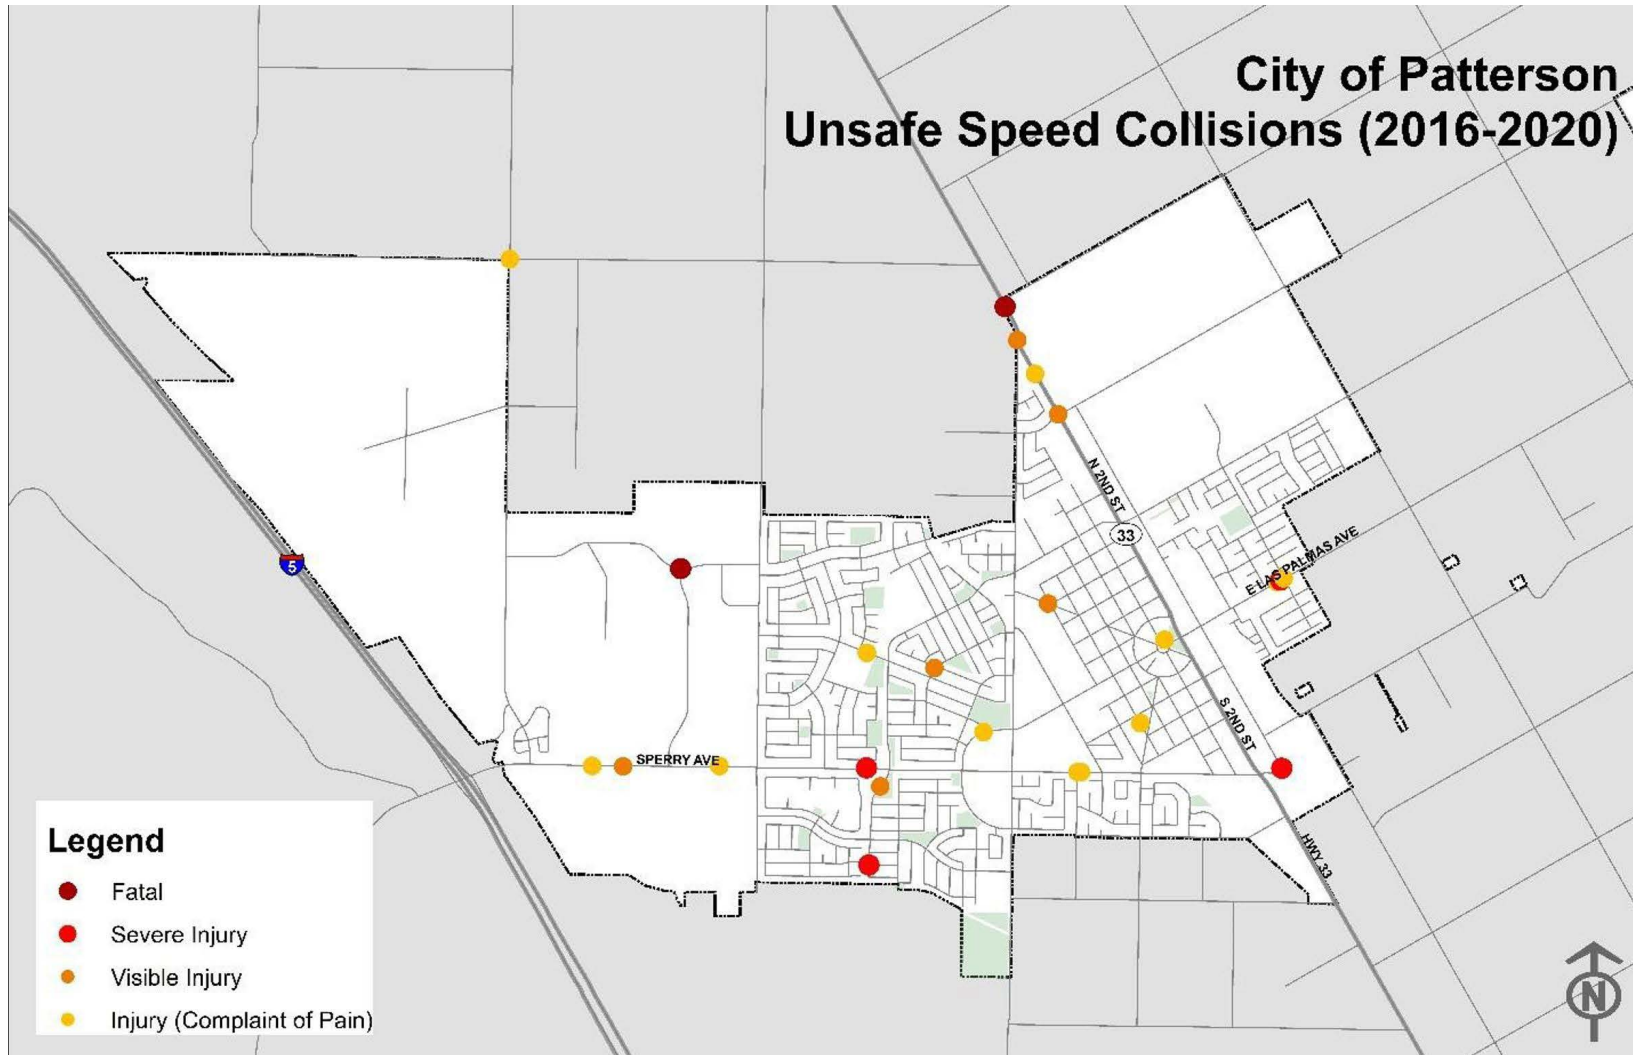 City of Patterson
Unsafe Speed Collisions (2016-2020)
N 2ND ST
33
E LAS PALMAS AVE
5
S 2ND ST
SPERRY AVE
HWY 33
Legend
Fatal
Severe Injury
Visible Injury
Injury (Complaint of Pain)
N